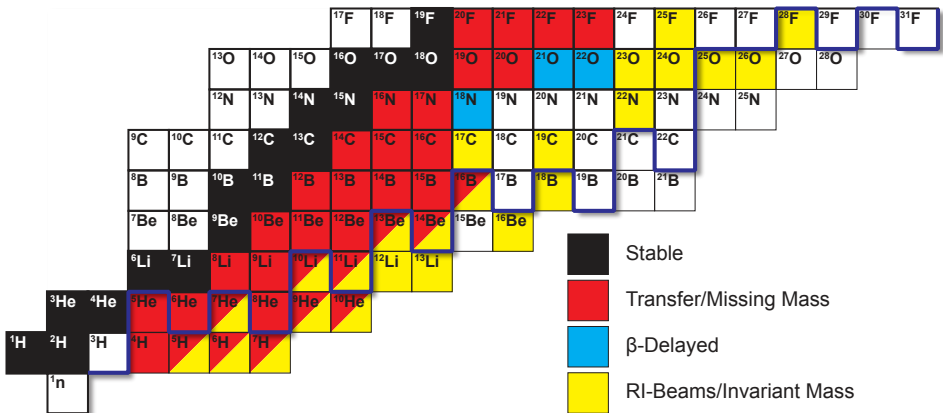 ¹⁷F ¹⁸F ¹⁹F ²⁰F ²¹F ²²F ²³F ²⁴F ²⁵F ²⁶F ²⁷F ²⁸F ²⁹F ³⁰F ³¹F
¹³O ¹⁴O ¹⁵O ¹⁶O ¹⁷O ¹⁸O ¹⁹O ²⁰O ²¹O ²²O ²³O ²⁴O ²⁵O ²⁶O ²⁷O ²⁸O
¹²N ¹³N ¹⁴N ¹⁵N ¹⁶N ¹⁷N ¹⁸N ¹⁹N ²⁰N ²¹N ²²N ²³N ²⁴N ²⁵N
⁹C ¹⁰C ¹¹C ¹²C ¹³C ¹⁴C ¹⁵C ¹⁶C ¹⁷C ¹⁸C ¹⁹C ²⁰C ²¹C ²²C
⁸B ⁹B ¹⁰B ¹¹B ¹²B ¹³B ¹⁴B ¹⁵B ¹⁶B ¹⁷B ¹⁸B ¹⁹B ²⁰B ²¹B
⁷Be ⁸Be ⁹Be ¹⁰Be ¹¹Be ¹²Be ¹³Be ¹⁴Be ¹⁵Be ¹⁶Be
⁶Li ⁷Li ⁸Li ⁹Li ¹⁰Li ¹¹Li ¹²Li ¹³Li
Stable
³He ⁴He ⁵He ⁶He ⁷He ⁸He ⁹He ¹⁰He
Transfer/Missing Mass
¹H ²H ³H ⁴H ⁵H ⁶H ⁷H
β-Delayed
¹n
RI-Beams/Invariant Mass